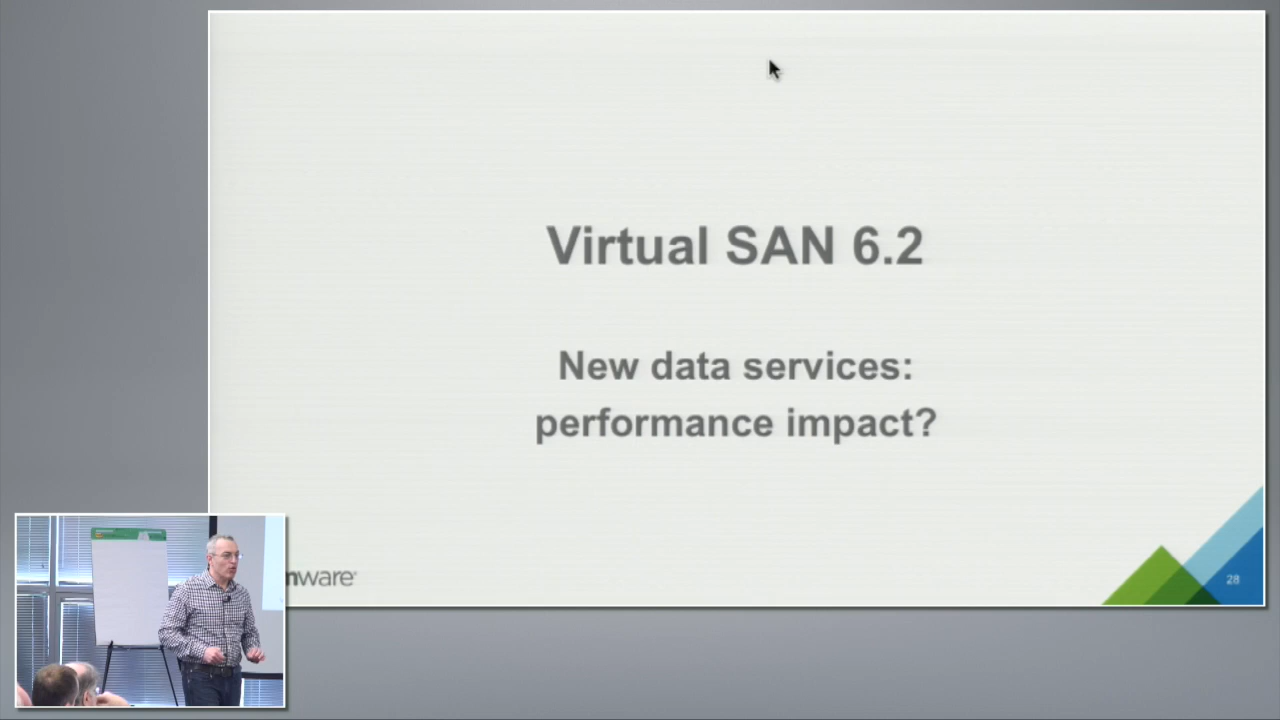 Virtual SAN 6.2
New data services:
performance impact?
mware
28